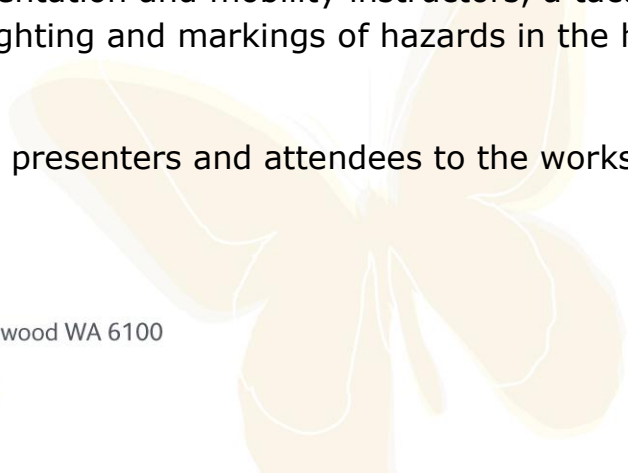 entation and mobility instructors, a tac
ghting and markings of hazards in the h
presenters and attendees to the works
wood WA 6100